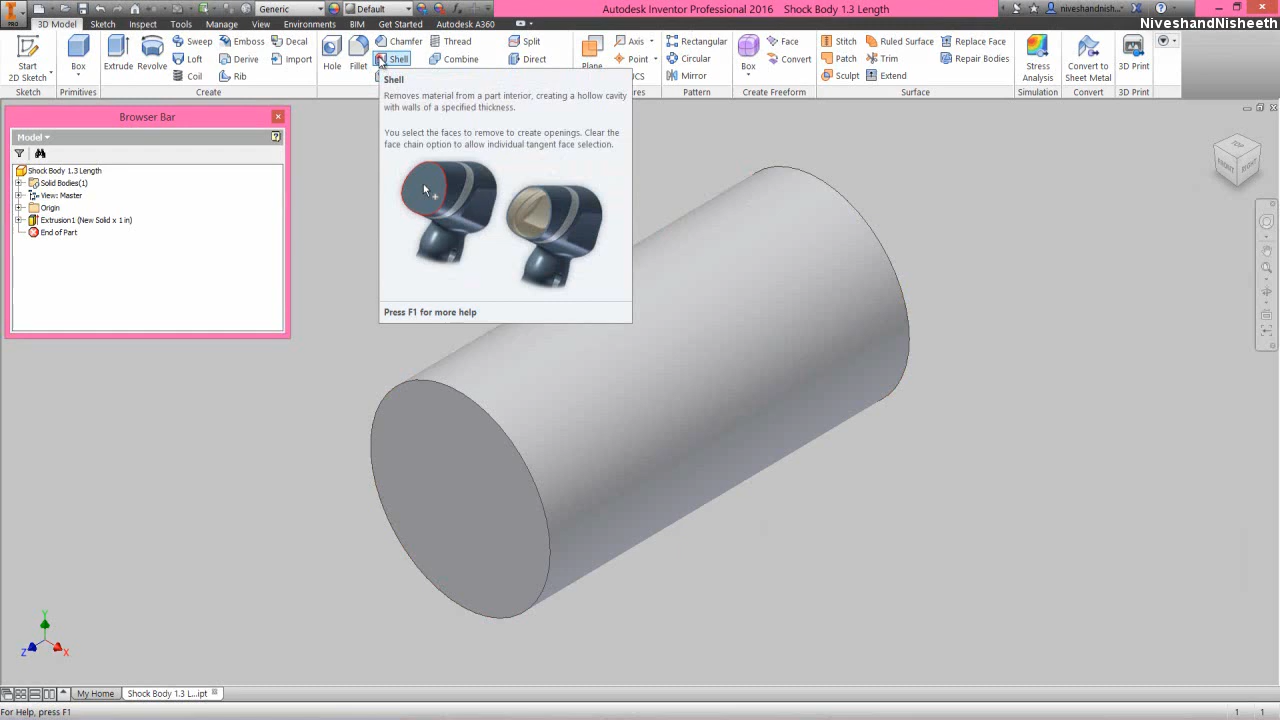 PRO
Generic
Default
Autodesk Inventor Professional 2016 Shock Body 1.3 Length
niveshandnish...
NiveshandNisheeth
3D Model Sketch Inspect Tools Manage View Environments BIM Get Started Autodesk A360
Start
2D Sketch
Box
Extrude
Revolve
Sweep
Loft
Coil
Emboss
Derive
Rib
Decal
Import
Hole
Fillet
Chamfer
Shell
Thread
Combine
Split
Direct
Plane
Axis
Point
UCS
Rectangular
Circular
Mirror
Box
Face
Convert
Stitch
Patch
Sculpt
Ruled Surface
Trim
Extend
Replace Face
Repair Bodies
Stress
Analysis
Convert to
Sheet Metal
3D Print
Sketch Primitives Create Pattern Create Freeform Surface Simulation Convert 3D Print
Shell
Removes material from a part interior, creating a hollow cavity
with walls of a specified thickness.
You select the faces to remove to create openings. Clear the
face chain option to allow individual tangent face selection.
Press F1 for more help
Browser Bar
Model
Shock Body 1.3 Length
Solid Bodies(1)
View: Master
Origin
Extrusion1 (New Solid x 1 in)
End of Part
TOP
FRONT
RIGHT
Y
Z
X
My Home
Shock Body 1.3 L...ipt
For Help, press F1
1 1